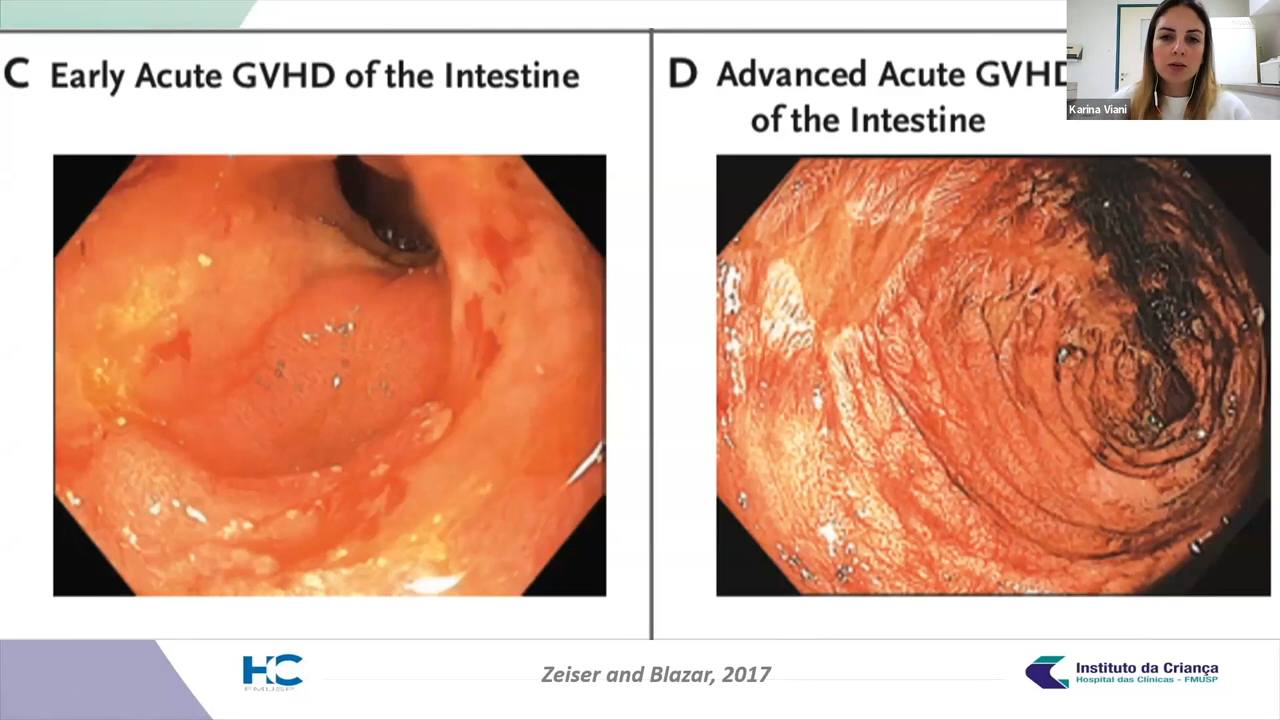 C Early Acute GVHD of the Intestine
D Advanced Acute GVHD
of the Intestine
Karina Viani
HC
FMUSP
Zeiser and Blazar, 2017
Instituto da Criança
Hospital das Clínicas - FMUSP